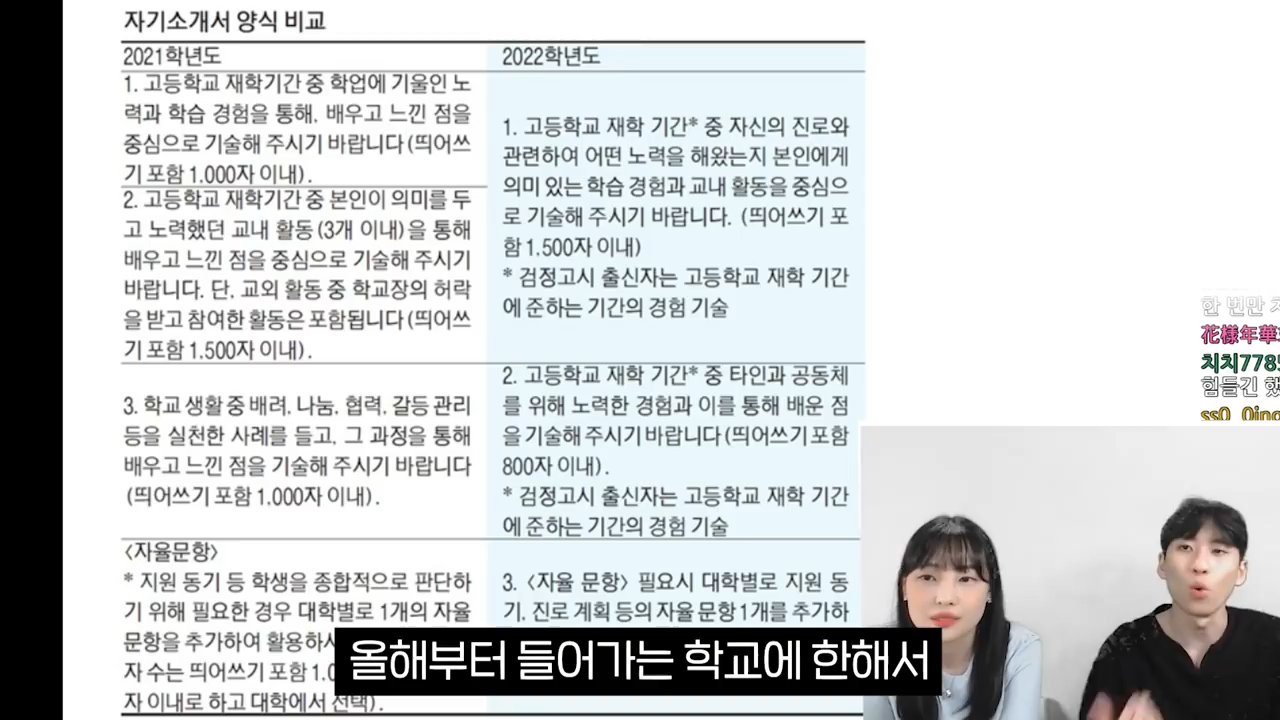 자기소개서 양식 비교
2021학년도
1. 고등학교 재학기간 중 학업에 기울인 노
력과 학습 경험을 통해, 배우고 느낀 점을
중심으로 기술해 주시기 바랍니다(띄어쓰
기 포함 1.000자 이내).
2. 고등학교 재학기간 중 본인이 의미를 두
고 노력했던 교내 활동(3개 이내)을 통해
배우고 느낀 점을 중심으로 기술해 주시기
바랍니다. 단, 교외 활동 중 학교장의 허락
을 받고 참여한 활동은 포함됩니다(띄어쓰
기 포함 1.500자 이내).
3. 학교 생활 중 배려, 나눔, 협력, 갈등 관리
등을 실천한 사례를 들고, 그 과정을 통해
배우고 느낀 점을 기술해 주시기 바랍니다
(띄어쓰기 포함 1.000자 이내).
〈자율문항〉
* 지원 동기 등 학생을 종합적으로 판단하
기 위해 필요한 경우 대학별로 1개의 자율
문항을 추가하여 활용하시
자 수는 띄어쓰기 포함 1.0
자 이내로 하고 대학에서 선택).
2022학년도
1. 고등학교 재학 기간* 중 자신의 진로와
관련하여 어떤 노력을 해왔는지 본인에게
의미 있는 학습 경험과 교내 활동을 중심으
로 기술해 주시기 바랍니다. (띄어쓰기 포
함 1.500자 이내)
* 검정고시 출신자는 고등학교 재학 기간
에 준하는 기간의 경험 기술
2. 고등학교 재학 기간* 중 타인과 공동체
를 위해 노력한 경험과 이를 통해 배운 점
을 기술해 주시기 바랍니다(띄어쓰기 포함
800자 이내).
* 검정고시 출신자는 고등학교 재학 기간
에 준하는 기간의 경험 기술
3. 〈자율 문항〉 필요시 대학별로 지원 동
기, 진로 계획 등의 자율 문항 1개를 추가하
한 번만
花樣年華
치치778
힘들긴 했
ss0_0ing
올해부터 들어가는 학교에 한해서